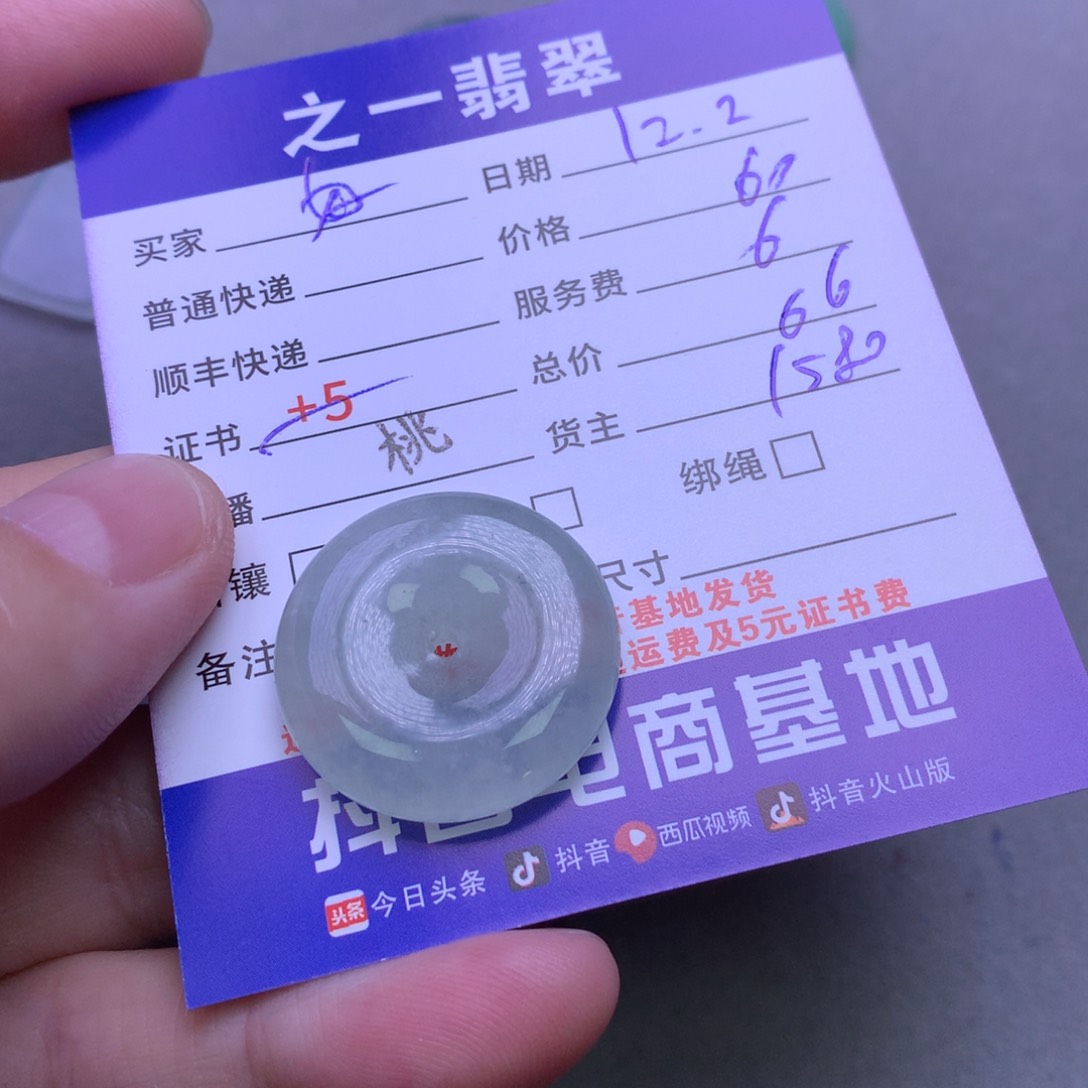 之一翡翠
买家 日期 12.2
普通快递 价格 60
顺丰快递 服务费 6
证书 +5 总价 66
播 桃 货主 1580
镶 绑绳
备注 尺寸
基地发货
运费及5元证书费
抖音电商基地
今日头条 抖音 西瓜视频 抖音火山版